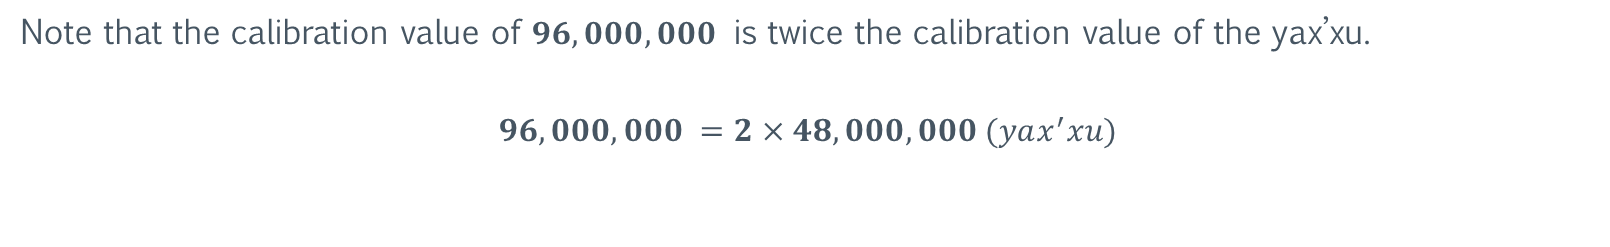 Note that the calibration value of 96,000,000 is twice the calibration value of the yax’xu.
96,000,000 = 2 × 48,000,000 (yax′xu)